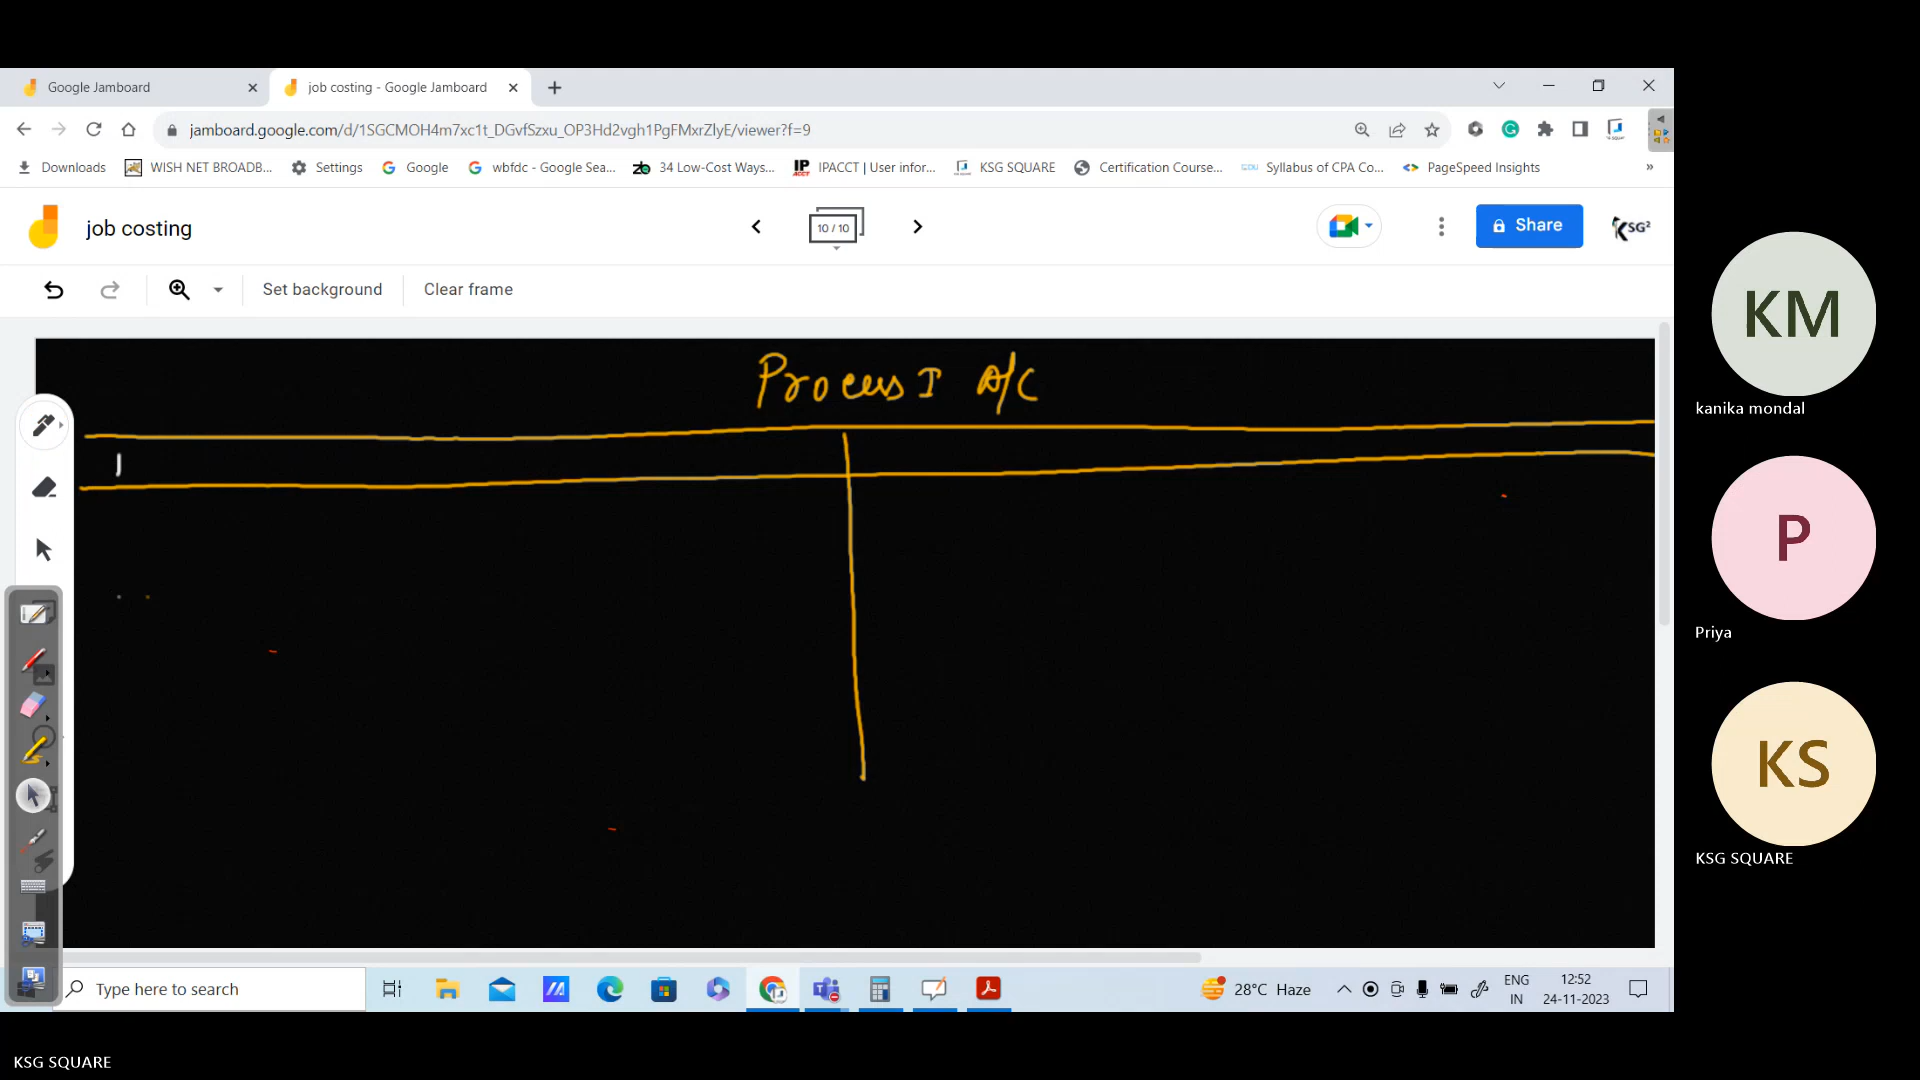 Google Jamboard
job costing - Google Jamboard
jamboard.google.com/d/1SGCMOH4m7xc1t_DGvfSzxu_OP3Hd2vgh1PgFMxrZlyE/viewer?f=9
Downloads WISH NET BROADB... Settings Google wbfdc - Google Sea... 34 Low-Cost Ways... IPACCT | User infor... KSG SQUARE Certification Course... Syllabus of CPA Co... PageSpeed Insights »
job costing
10 / 10
Share
KSG²
Set background
Clear frame
Process I A/C
KM
kanika mondal
P
Priya
KS
KSG SQUARE
Type here to search
28°C Haze
ENG
IN
12:52
24-11-2023
KSG SQUARE